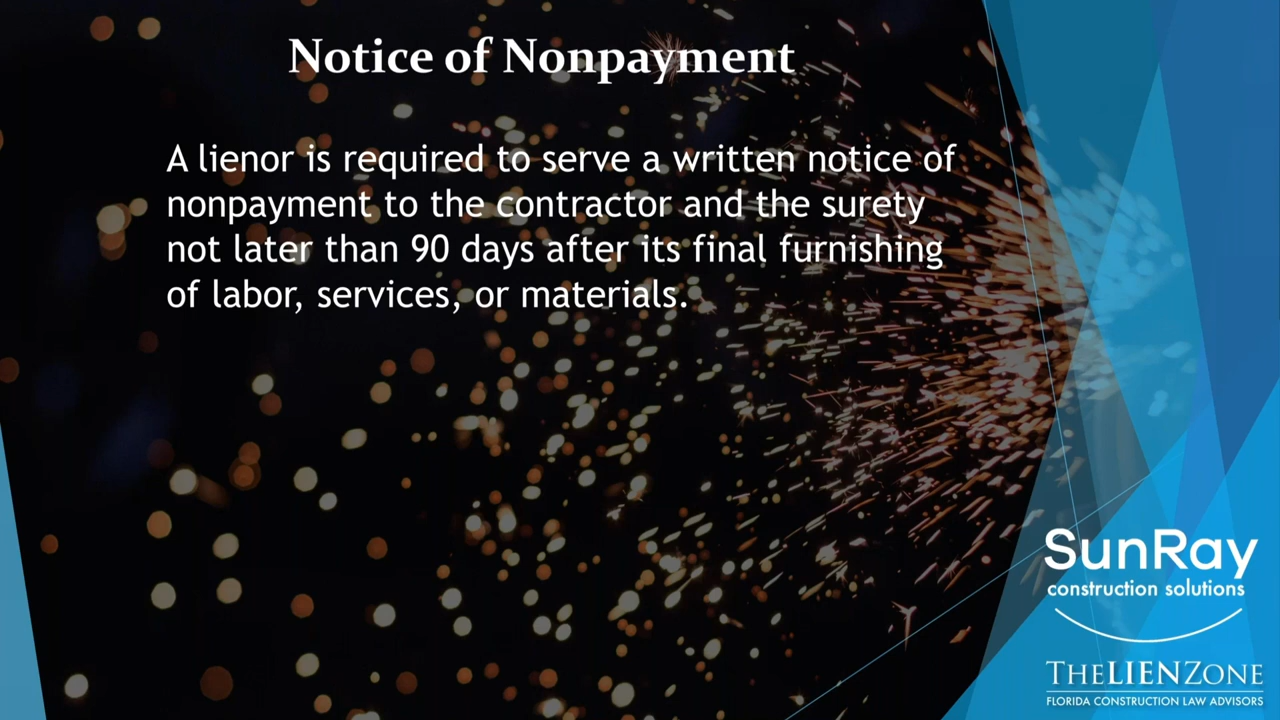 Notice of Nonpayment
A lienor is required to serve a written notice of
nonpayment to the contractor and the surety
not later than 90 days after its final furnishing
of labor, services, or materials.
SunRay
construction solutions
THELIENZONE
FLORIDA CONSTRUCTION LAW ADVISORS